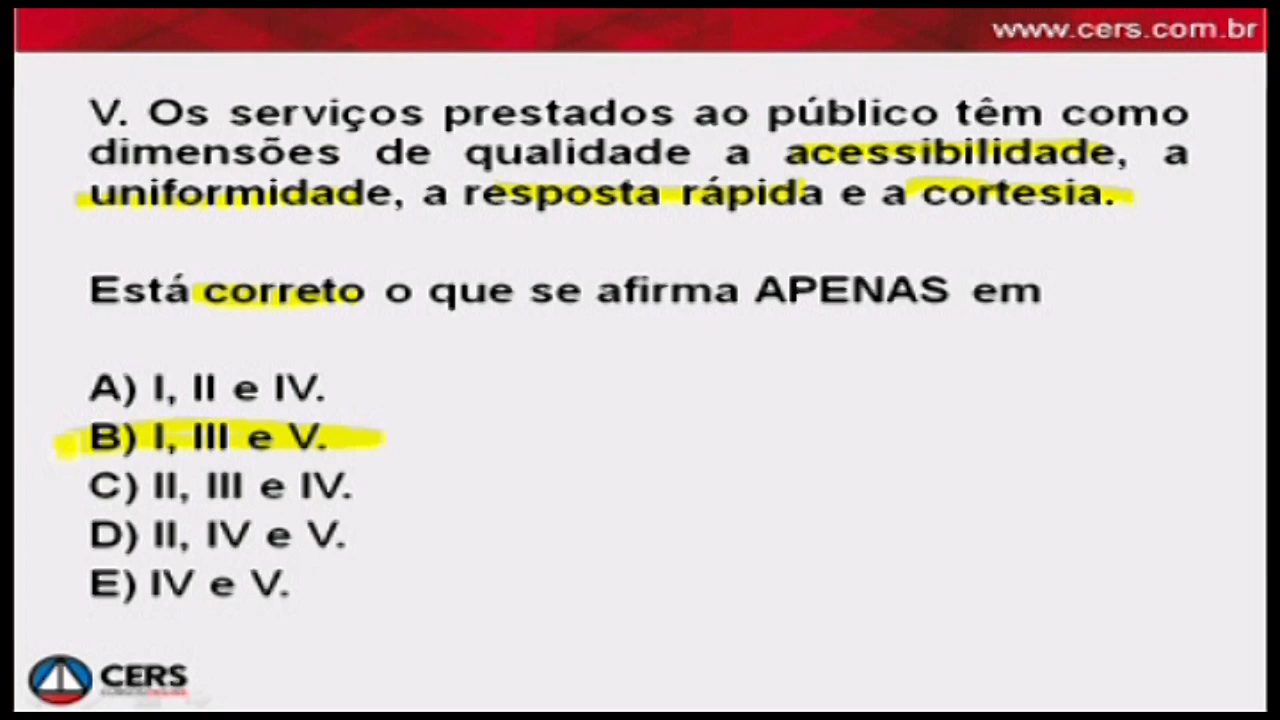 www.cers.com.br
V. Os serviços prestados ao público têm como
dimensões de qualidade a acessibilidade, a
uniformidade, a resposta rápida e a cortesia.
Está correto o que se afirma APENAS em
A) I, II e IV.
B) I, III e V.
C) II, III e IV.
D) II, IV e V.
E) IV e V.
CERS